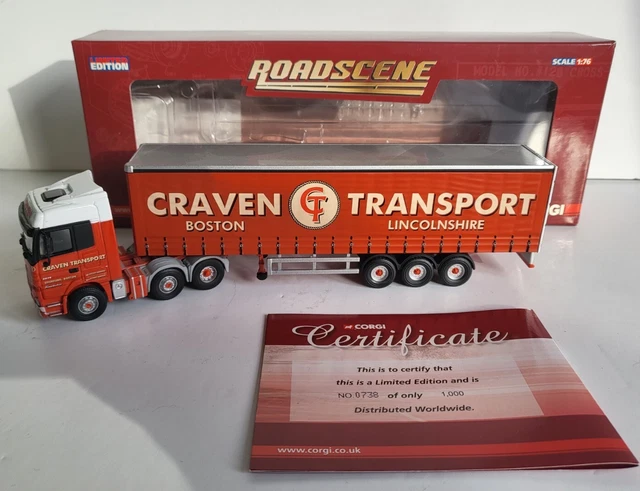 EDITION
ROADSCENE
SCALE 1:76
CRAVEN CT TRANSPORT
BOSTON LINCOLNSHIRE
CRAVEN TRANSPORT
CORGI
Certificate
This is to certify that
this is a Limited Edition and is
NO 0738 of only 1,000
Distributed Worldwide.
www.corgi.co.uk